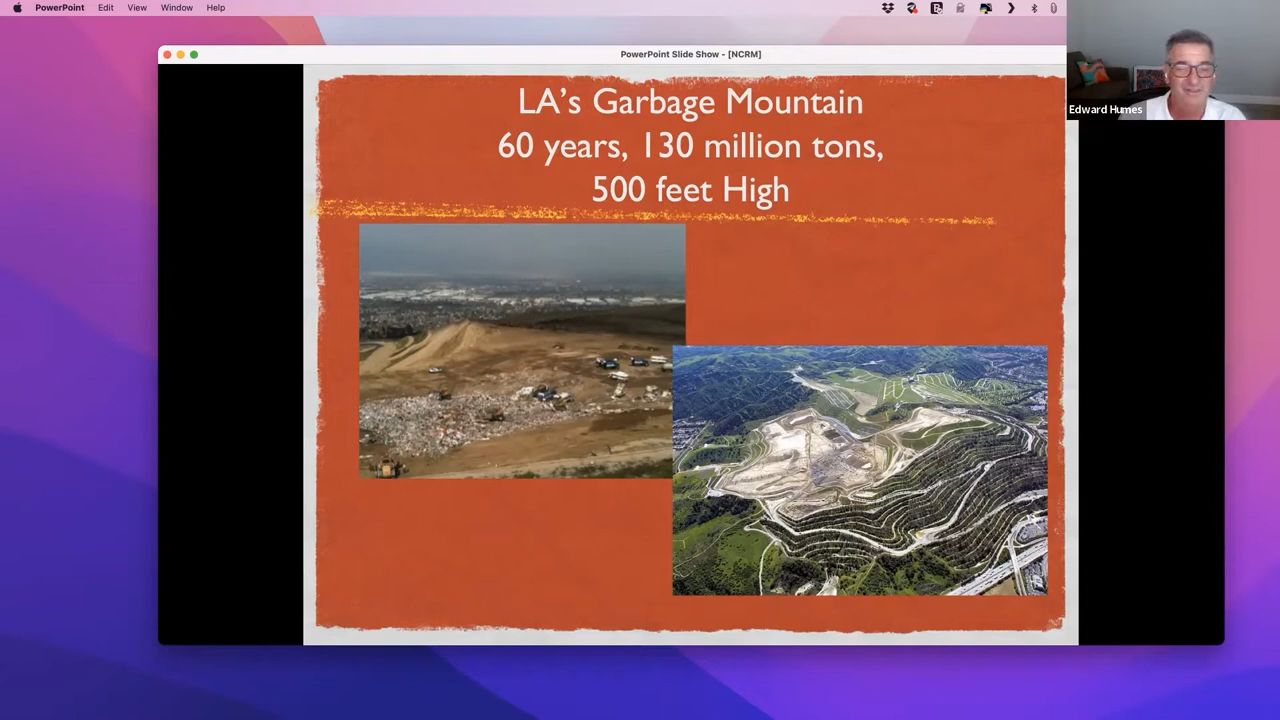 PowerPoint Edit View Window Help
PowerPoint Slide Show - [NCRM]
Edward Humes
LA’s Garbage Mountain
60 years, 130 million tons,
500 feet High